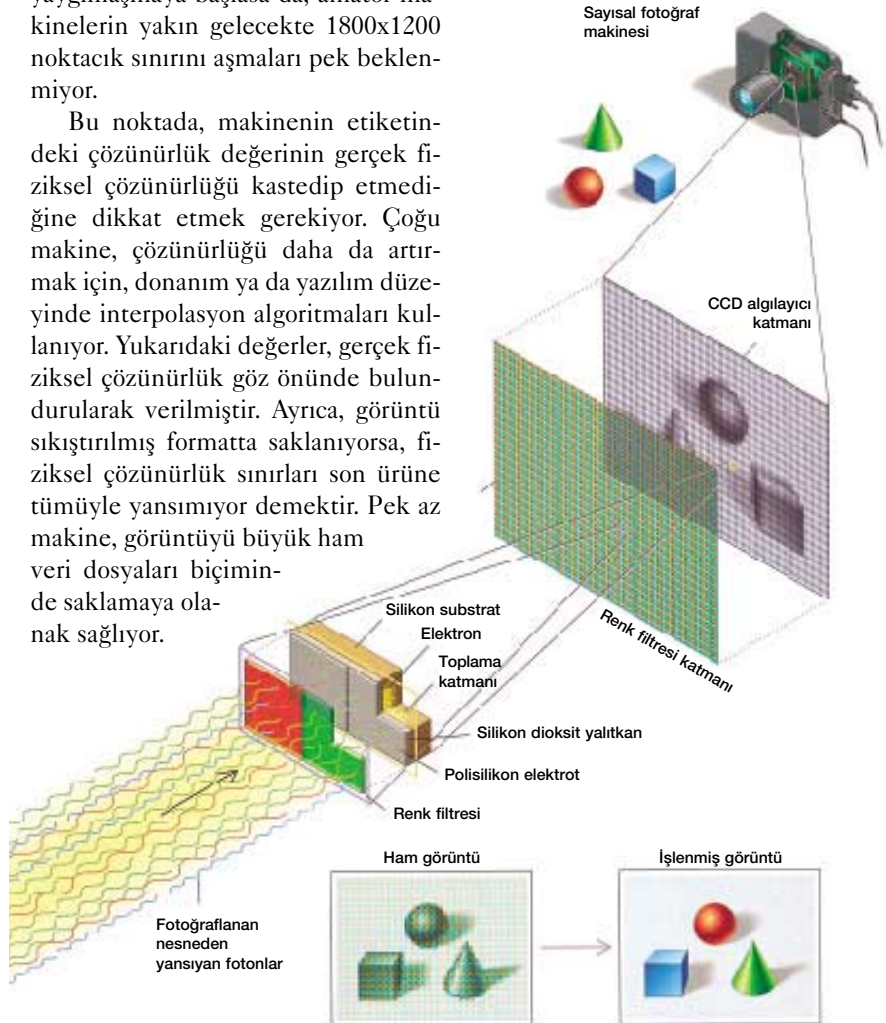 yaygınlaşmaya başlasa da, amatör ma-
kinelerin yakın gelecekte 1800x1200
noktacık sınırını aşmaları pek beklen-
miyor.
Bu noktada, makinenin etiketin-
deki çözünürlük değerinin gerçek fi-
ziksel çözünürlüğü kastedip etmedi-
ğine dikkat etmek gerekiyor. Çoğu
makine, çözünürlüğü daha da artır-
mak için, donanım ya da yazılım düze-
yinde interpolasyon algoritmaları kul-
lanıyor. Yukarıdaki değerler, gerçek fi-
ziksel çözünürlük göz önünde bulun-
durularak verilmiştir. Ayrıca, görüntü
sıkıştırılmış formatta saklanıyorsa, fi-
ziksel çözünürlük sınırları son ürüne
tümüyle yansımıyor demektir. Pek az
makine, görüntüyü büyük ham
veri dosyaları biçimin-
de saklamaya ola-
nak sağlıyor.
Sayısal fotoğraf
makinesi
CCD algılayıcı
katmanı
Renk filtresi katmanı
Silikon substrat
Elektron
Toplama
katmanı
Silikon dioksit yalıtkan
Polisilikon elektrot
Renk filtresi
Fotoğraflanan
nesneden
yansıyan fotonlar
Ham görüntü
İşlenmiş görüntü